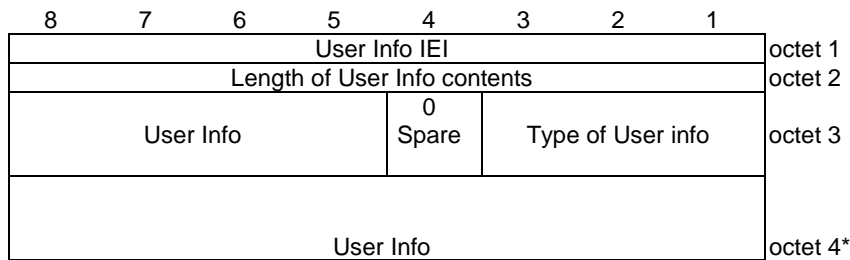 8 7 6 5 4 3 2 1
User Info IEI octet 1
Length of User Info contents octet 2
0
User Info Spare Type of User info octet 3
User Info octet 4*